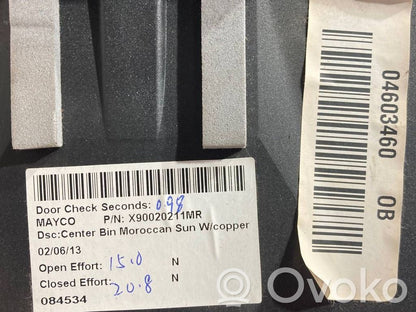 04603460 OB
Door Check Seconds: 0.98
MAYCO P/N: X90020211MR
Dsc:Center Bin Moroccan Sun W/copper
02/06/13
Open Effort: 15.0 N
Closed Effort: 20.8 N
084534
Ovoko